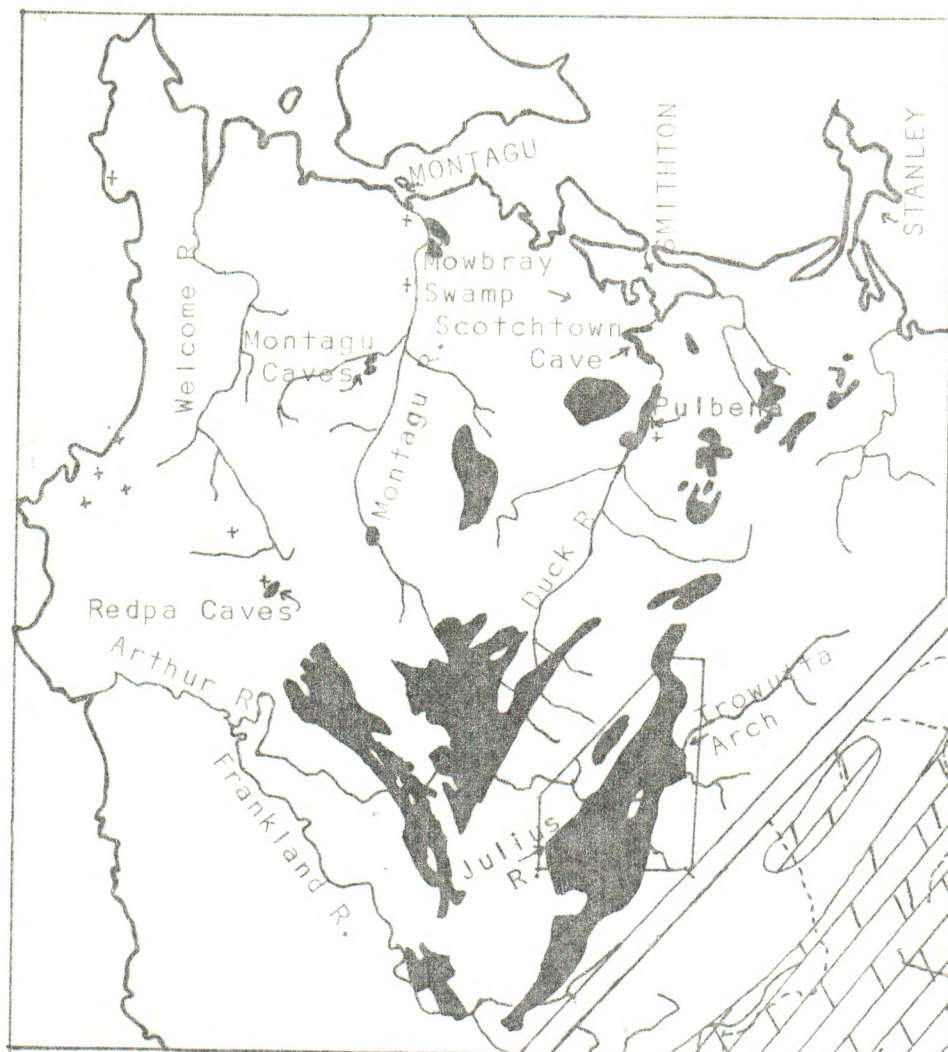 MONTAGU
SMITHTON
STANLEY
Welcome R
Mowbray
Swamp
Scotchtown
Cave
Montagu
Caves
Montagu R.
Pulbena
Duck R
Redpa Caves
Arthur R
Frankland R.
Julius
R
Trowutta
Arch